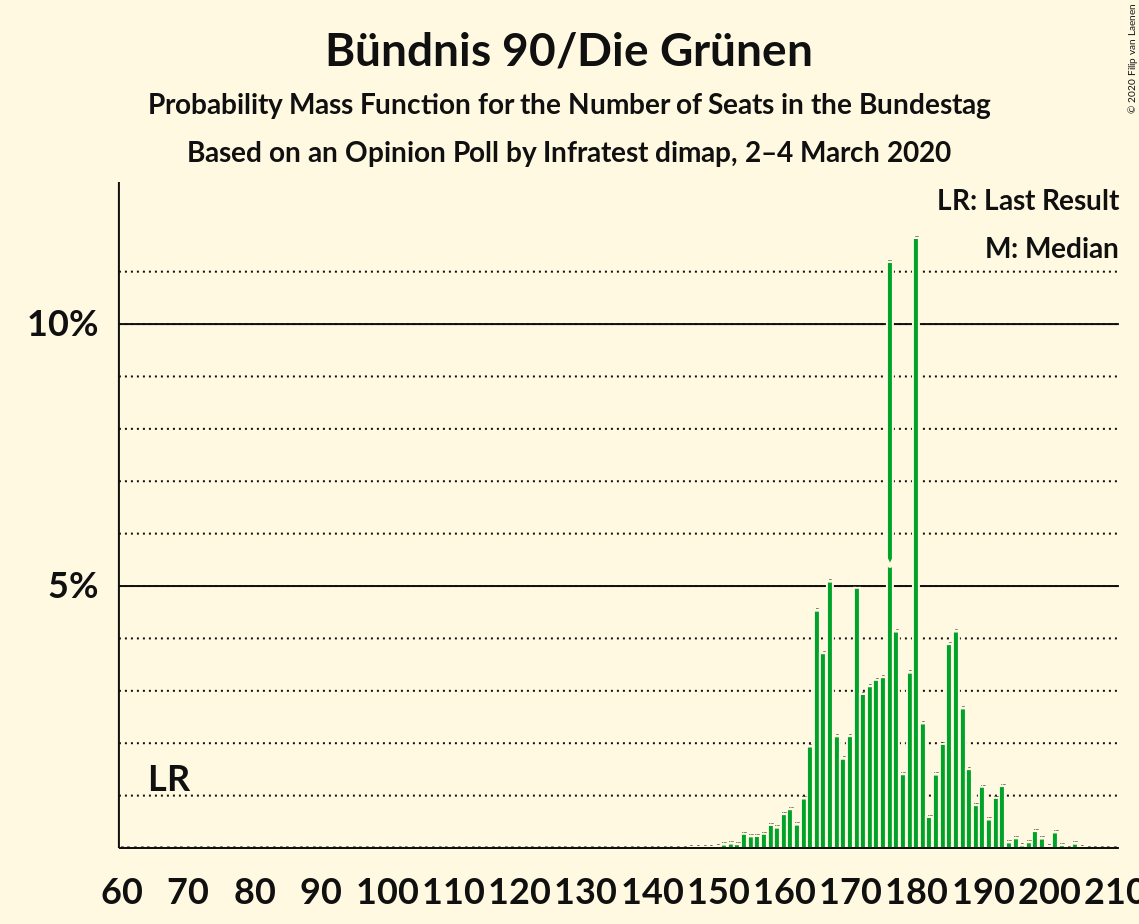 Bündnis 90/Die Grünen
Probability Mass Function for the Number of Seats in the Bundestag
Based on an Opinion Poll by Infratest dimap, 2–4 March 2020
© 2020 Filip van Laenen
LR: Last Result
M: Median
10%
5%
LR
60 70 80 90 100 110 120 130 140 150 160 170 180 190 200 210